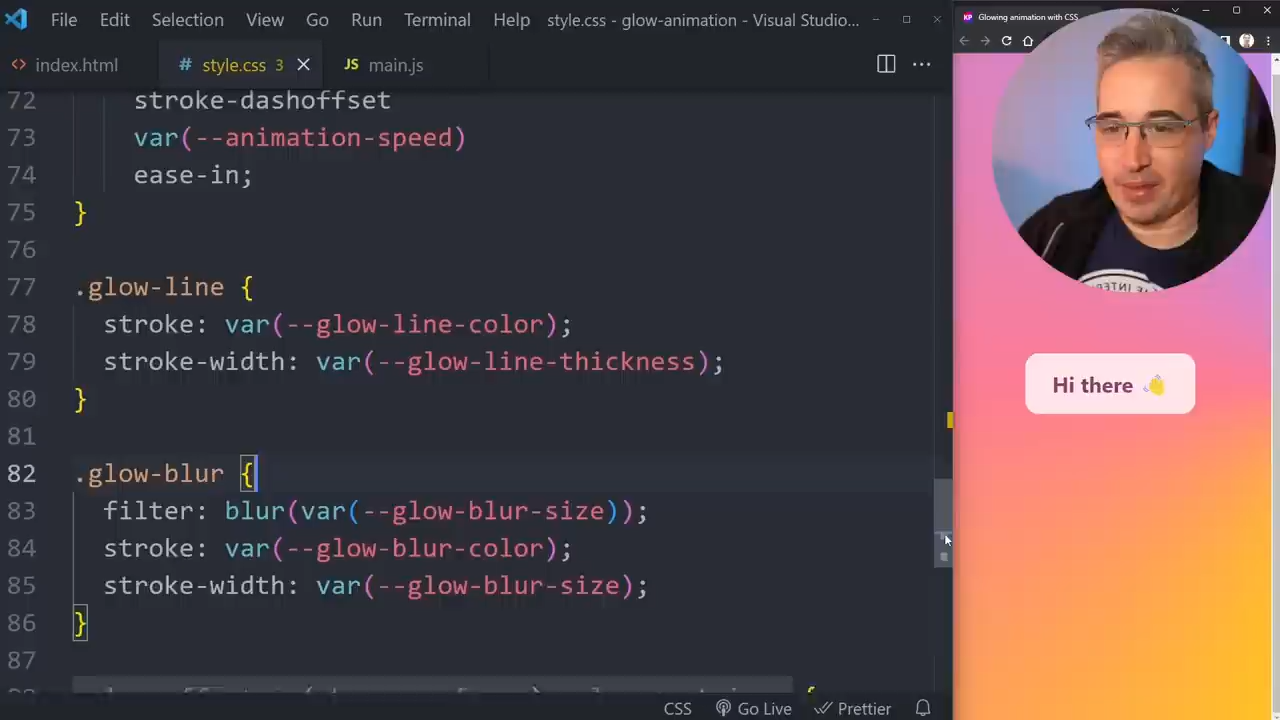 File Edit Selection View Go Run Terminal Help style.css - glow-animation - Visual Studio...
Glowing animation with CSS
index.html # style.css 3 JS main.js
72 stroke-dashoffset
73 var(--animation-speed)
74 ease-in;
75 }
76
77 .glow-line {
78 stroke: var(--glow-line-color);
79 stroke-width: var(--glow-line-thickness);
80 }
81
82 .glow-blur {
83 filter: blur(var(--glow-blur-size));
84 stroke: var(--glow-blur-color);
85 stroke-width: var(--glow-blur-size);
86 }
87
Hi there 👋
CSS Go Live Prettier